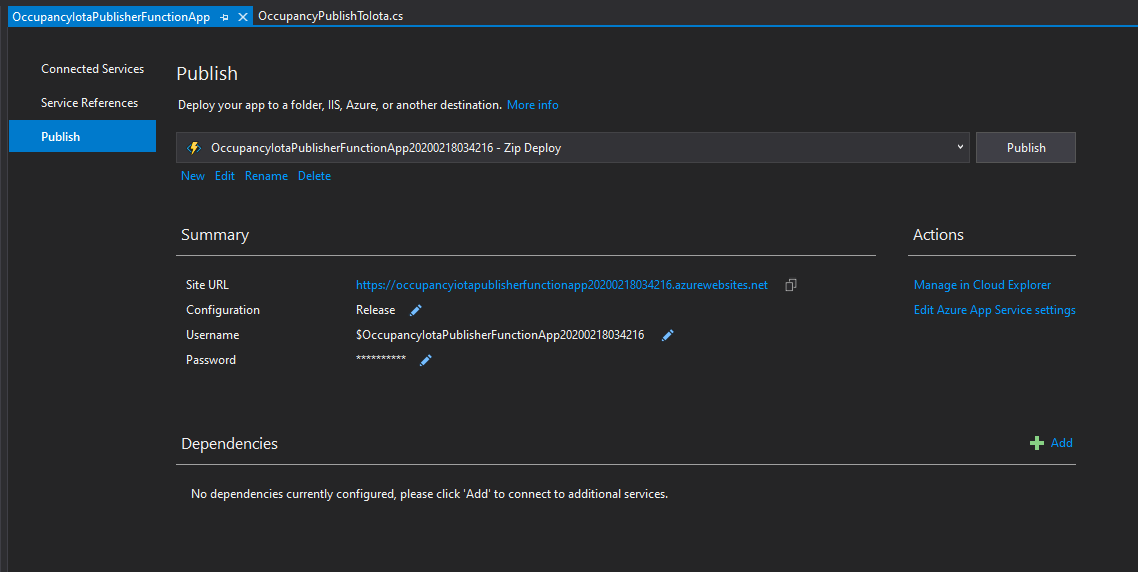 OccupancyIotaPublisherFunctionApp OccupancyPublishToIota.cs
Connected Services
Service References
Publish
Publish
Deploy your app to a folder, IIS, Azure, or another destination. More info
OccupancyIotaPublisherFunctionApp20200218034216 - Zip Deploy
Publish
New Edit Rename Delete
Summary
Site URL https://occupancyiotapublisherfunctionapp20200218034216.azurewebsites.net
Configuration Release
Username $OccupancyIotaPublisherFunctionApp20200218034216
Password **********
Actions
Manage in Cloud Explorer
Edit Azure App Service settings
Dependencies
Add
No dependencies currently configured, please click 'Add' to connect to additional services.